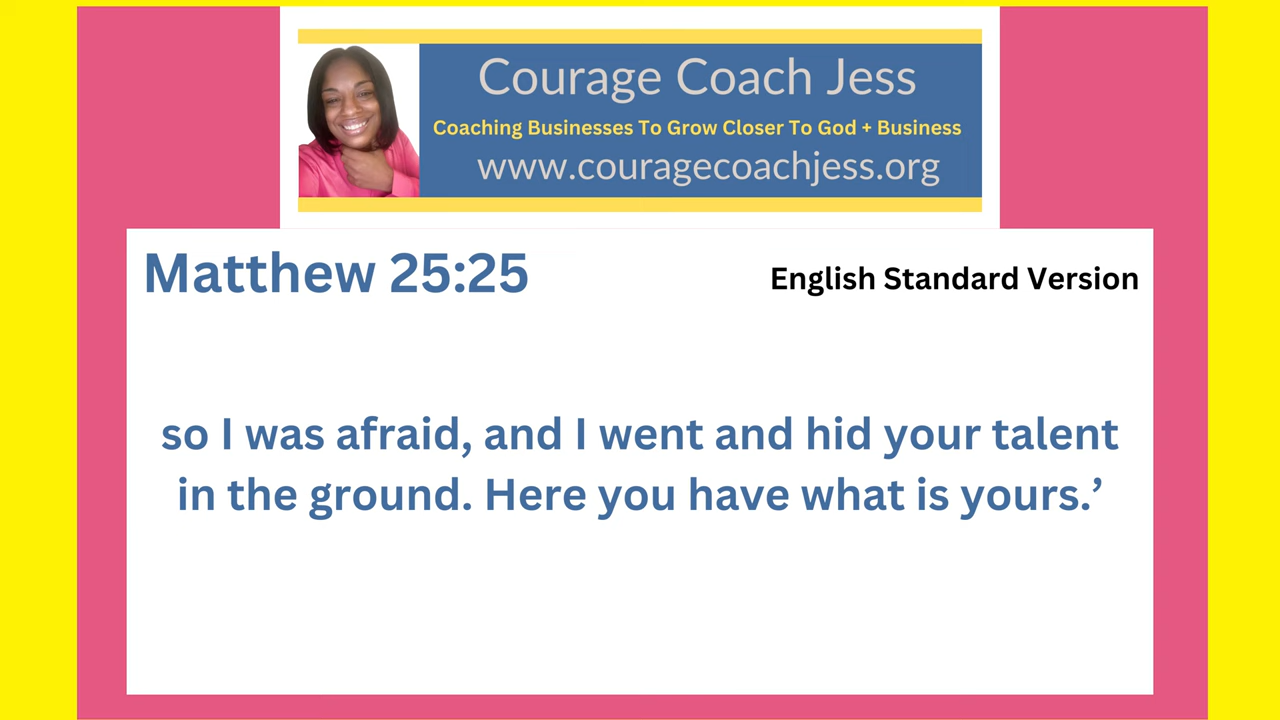 Courage Coach Jess
Coaching Businesses To Grow Closer To God + Business
www.couragecoachjess.org
Matthew 25:25
English Standard Version
so I was afraid, and I went and hid your talent
in the ground. Here you have what is yours.’